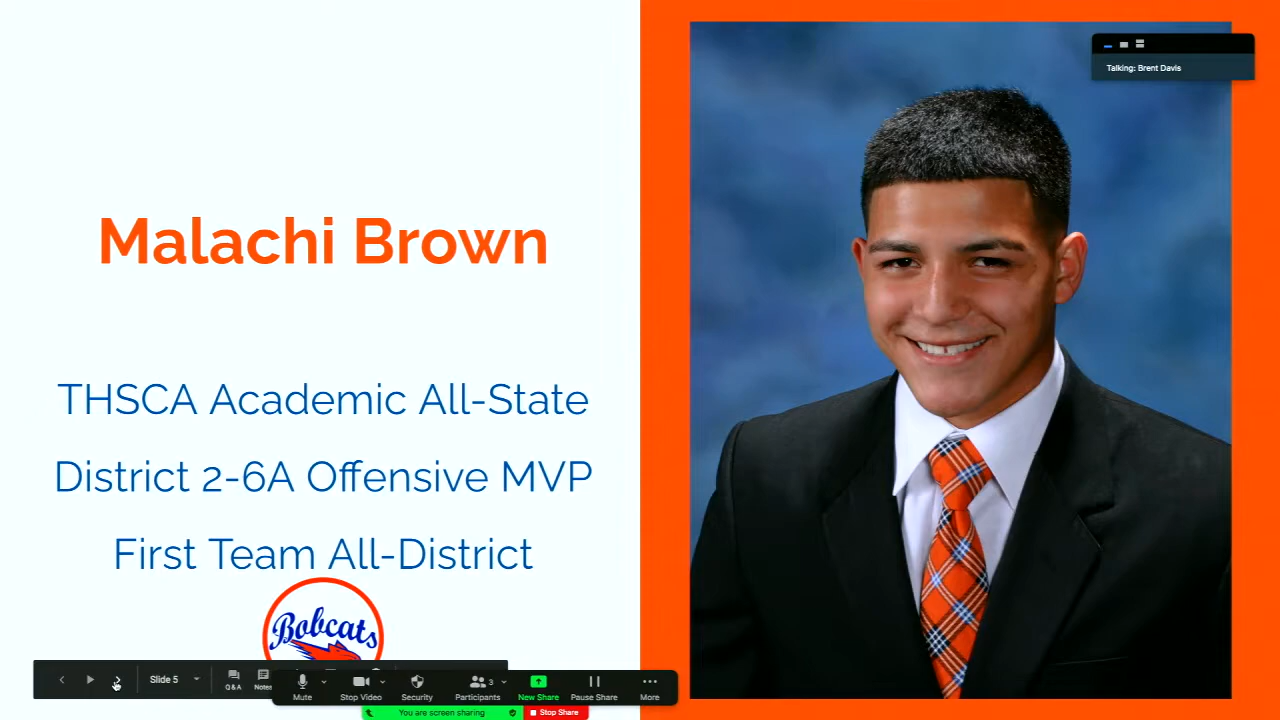 Talking: Brent Davis
Malachi Brown
THSCA Academic All-State
District 2-6A Offensive MVP
First Team All-District
Bobcats
Slide 5
Q&A
Notes
Mute
Stop Video
Security
Participants
3
New Share
Pause Share
More
You are screen sharing
Stop Share